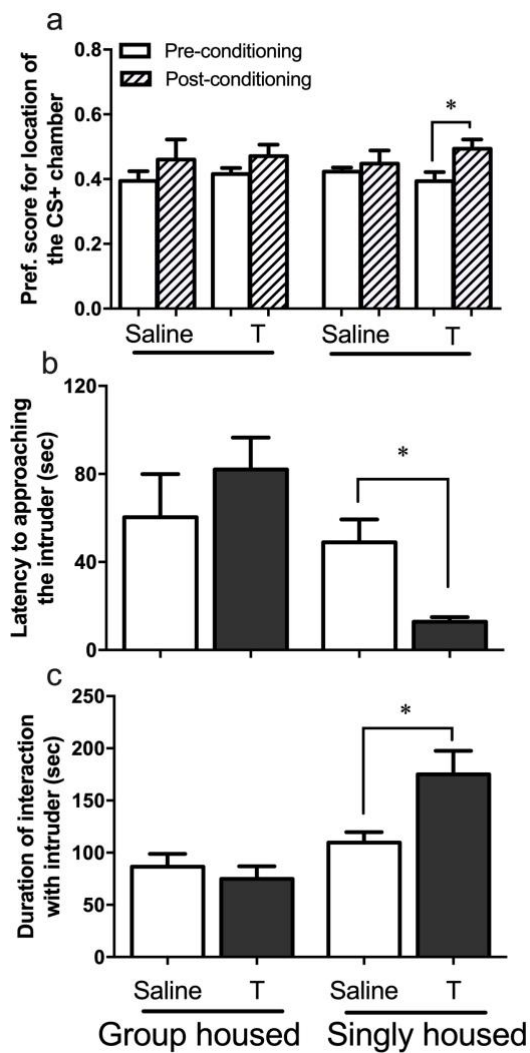 a
Pre-conditioning
Post-conditioning
Pref. score for location of
the CS+ chamber
0.8
0.6
0.4
0.2
0.0
*
Saline T Saline T
b
Latency to approaching
the intruder (sec)
120
80
40
0
*
c
Duration of interaction
with intruder (sec)
250
200
150
100
50
0
*
Saline T Saline T
Group housed Singly housed